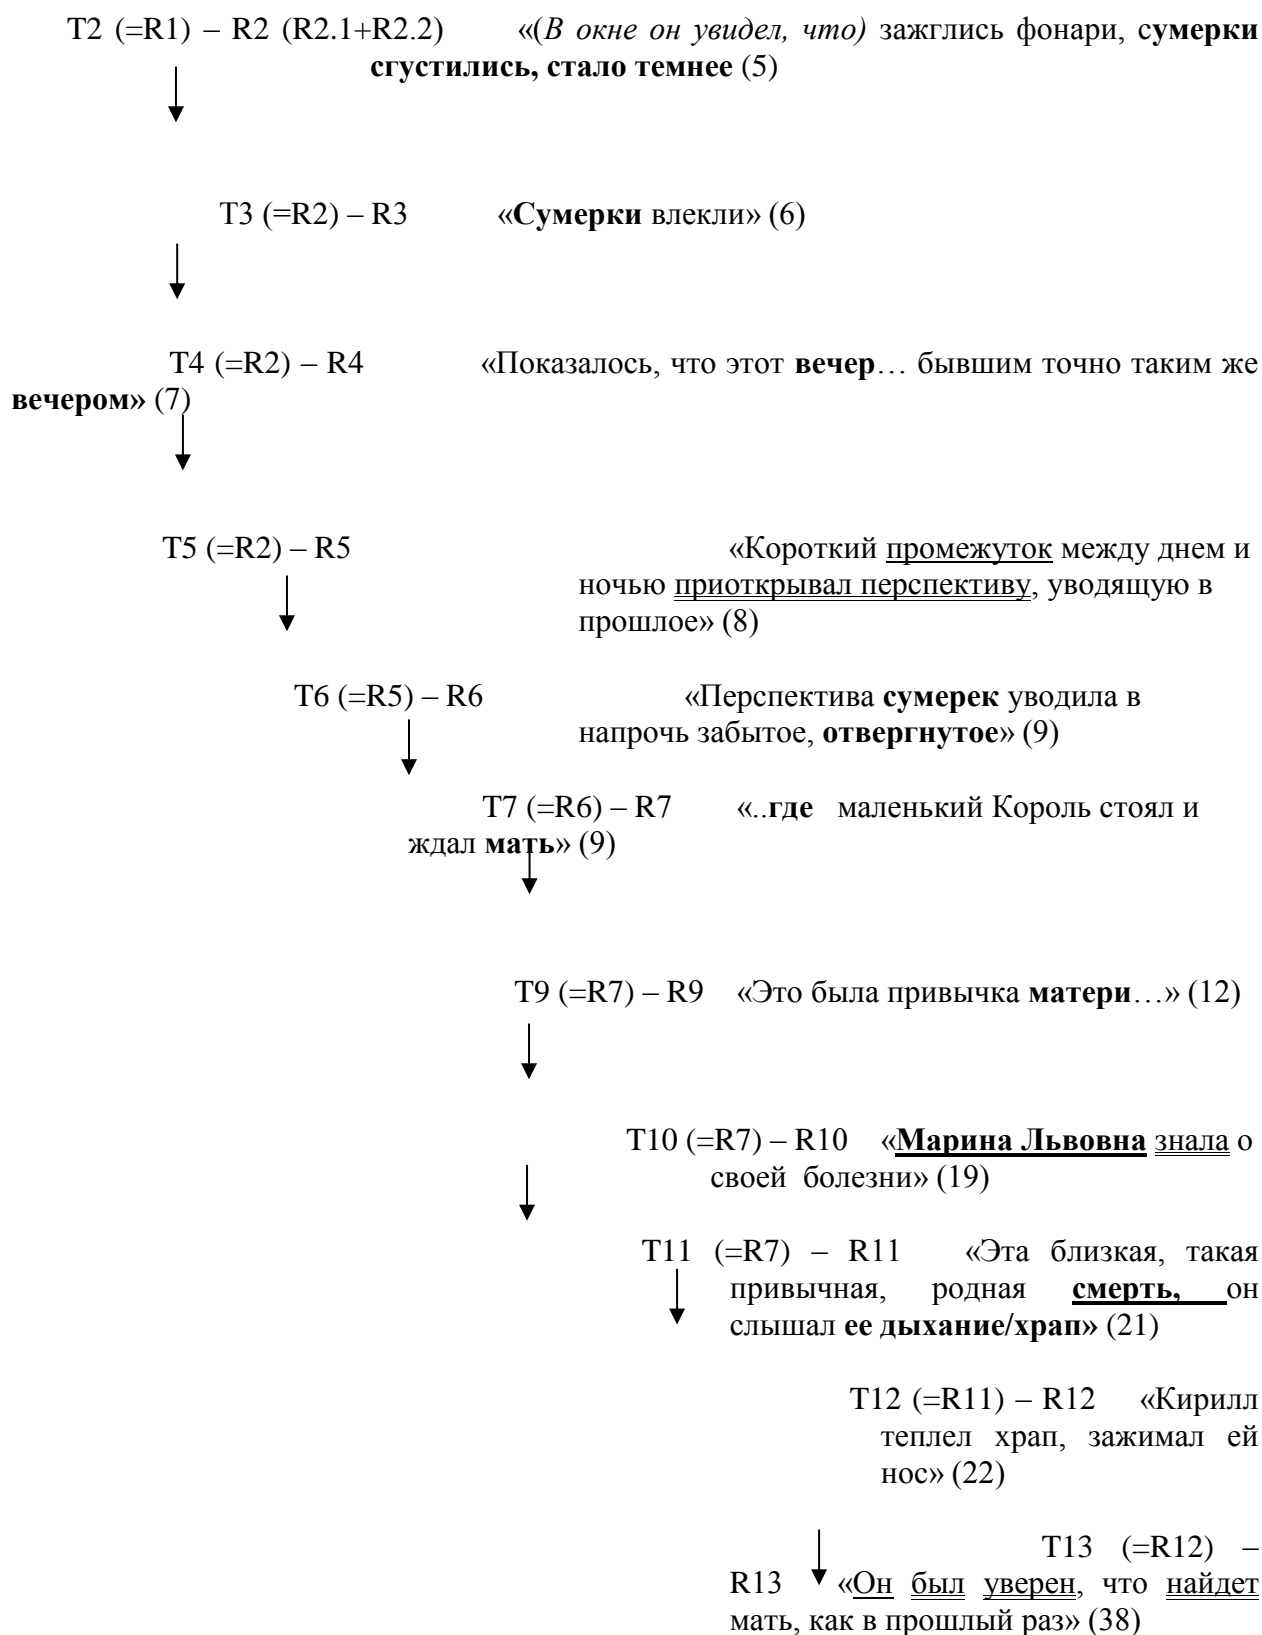 T2 (=R1) – R2 (R2.1+R2.2) «(В окне он увидел, что) зажглись фонари, сумерки
сгустились, стало темнее (5)
T3 (=R2) – R3 «Сумерки влекли» (6)
T4 (=R2) – R4 «Показалось, что этот вечер… бывшим точно таким же
вечером» (7)
T5 (=R2) – R5 «Короткий промежуток между днем и
ночью приоткрывал перспективу, уводящую в
прошлое» (8)
T6 (=R5) – R6 «Перспектива сумерек уводила в
напрочь забытое, отвергнутое» (9)
T7 (=R6) – R7 «..где маленький Король стоял и
ждал мать» (9)
T9 (=R7) – R9 «Это была привычка матери…» (12)
T10 (=R7) – R10 «Марина Львовна знала о
своей болезни» (19)
T11 (=R7) – R11 «Эта близкая, такая
привычная, родная смерть, он
слышал ее дыхание/храп» (21)
T12 (=R11) – R12 «Кирилл
теплел храп, зажимал ей
нос» (22)
T13 (=R12) –
R13 «Он был уверен, что найдет
мать, как в прошлый раз» (38)